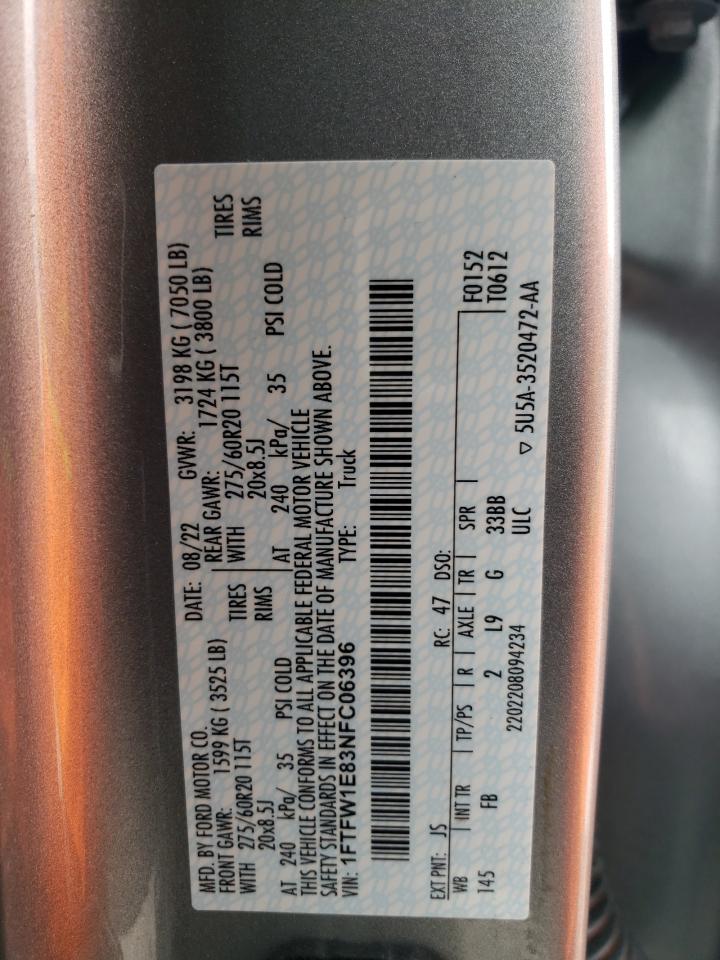 MFD. BY FORD MOTOR CO.
DATE: 08/22 GVWR: 3198 KG ( 7050 LB)
FRONT GAWR: 1599 KG ( 3525 LB)
REAR GAWR: 1724 KG ( 3800 LB)
WITH 275/60R20 115T TIRES
WITH 275/60R20 115T TIRES
20x8.5J RIMS
20x8.5J RIMS
AT 240 kPa/ 35 PSI COLD
AT 240 kPa/ 35 PSI COLD
THIS VEHICLE CONFORMS TO ALL APPLICABLE FEDERAL MOTOR VEHICLE
SAFETY STANDARDS IN EFFECT ON THE DATE OF MANUFACTURE SHOWN ABOVE.
VIN: 1FTFW1E83NFC06396 TYPE: Truck
EXT PNT: JS RC: 47 DSO: F0152
WB | INT TR | TP/PS | R | AXLE | TR | SPR | T0612
145 FB 2 L9 G 33BB
2202208094234 ULC ▽ 5U5A-3520472-AA